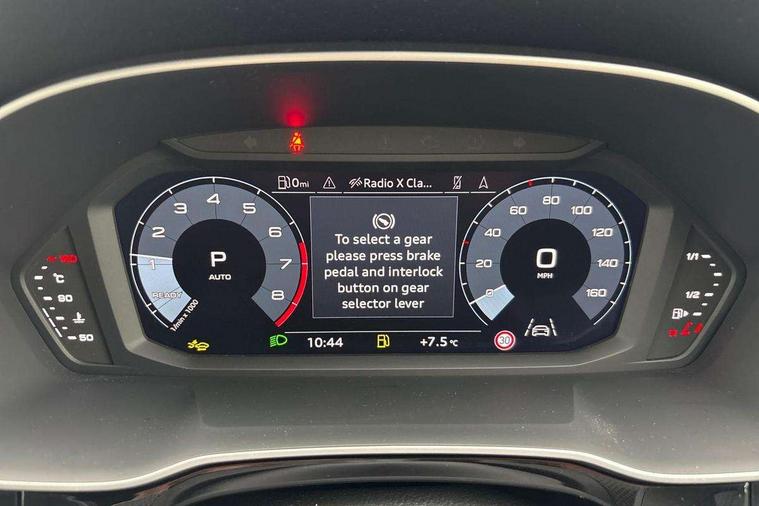 0mi Radio X Cla...
5
4
3
2
1
6
7
8
READY
1/min x 1000
P
AUTO
To select a gear
please press brake
pedal and interlock
button on gear
selector lever
80
60
100
120
40
140
0
160
0
MPH
°C
90
50
1/1
1/2
10:44
+7.5 °C
30